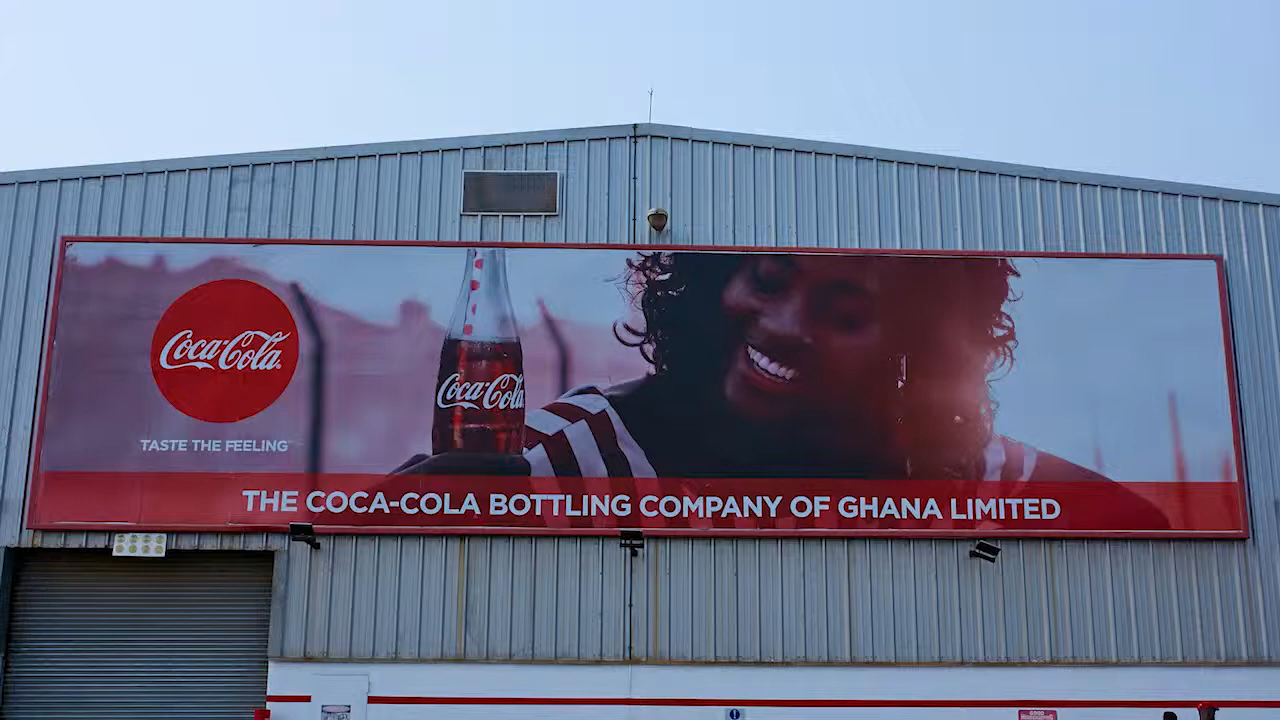 Coca-Cola
Coca-Cola
TASTE THE FEELING
THE COCA-COLA BOTTLING COMPANY OF GHANA LIMITED